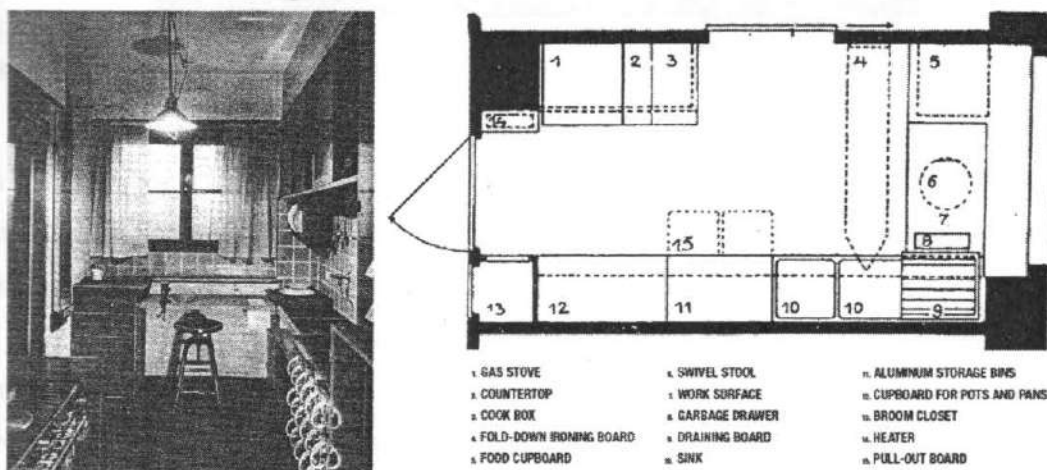 1 2 3 4 5
14
6
7
15 8
13 12 11 10 10 9
1. GAS STOVE
2. COUNTERTOP
3. COOK BOX
4. FOLD-DOWN IRONING BOARD
5. FOOD CUPBOARD
6. SWIVEL STOOL
7. WORK SURFACE
8. GARBAGE DRAWER
9. DRAINING BOARD
10. SINK
11. ALUMINUM STORAGE BINS
12. CUPBOARD FOR POTS AND PANS
13. BROOM CLOSET
14. HEATER
15. PULL-OUT BOARD